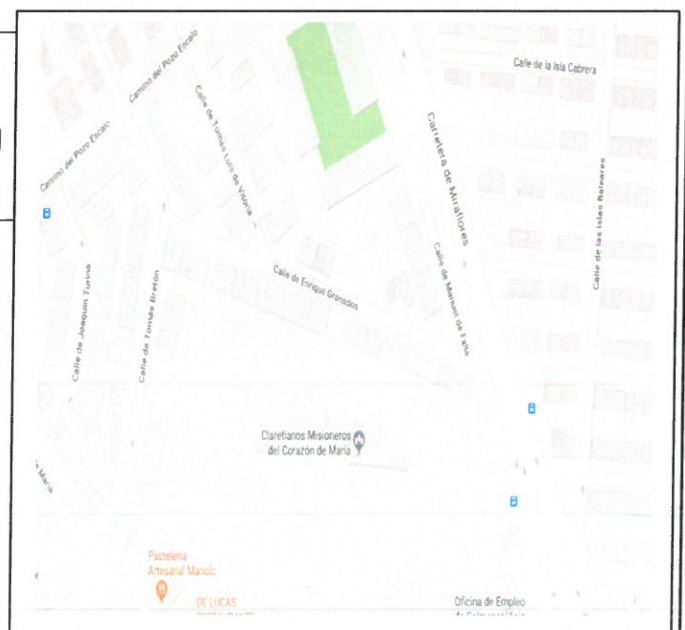 Camino del Pozo Encalo
Calle de la Isla Cabrera
Camino del Pozo Encalo
Calle de Tomás Luis de Vitoria
Carretera de Miraflores
Calle de las Islas Baleares
Calle de Joaquín Turina
Calle de Tomás Bretón
Calle de Enrique Granados
Calle de Manuel de Falla
Claretianos Misioneros
del Corazón de María
María
Pastelería
Artesanal Manolo
DE LUCAS
Oficina de Empleo